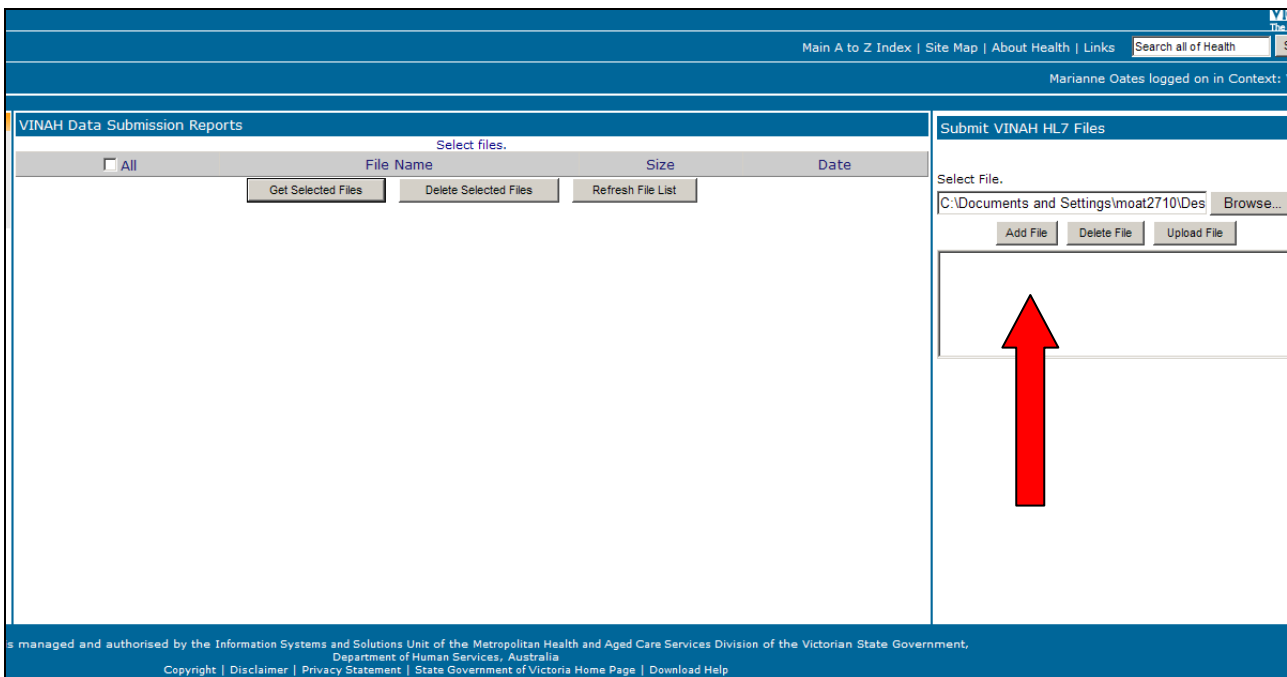 The
Main A to Z Index | Site Map | About Health | Links Search all of Health
Marianne Oates logged on in Context:
VINAH Data Submission Reports
Select files.
All File Name Size Date
Get Selected Files Delete Selected Files Refresh File List
Submit VINAH HL7 Files
Select File.
C:\Documents and Settings\moat2710\Des Browse...
Add File Delete File Upload File
s managed and authorised by the Information Systems and Solutions Unit of the Metropolitan Health and Aged Care Services Division of the Victorian State Government,
Department of Human Services, Australia
Copyright | Disclaimer | Privacy Statement | State Government of Victoria Home Page | Download Help